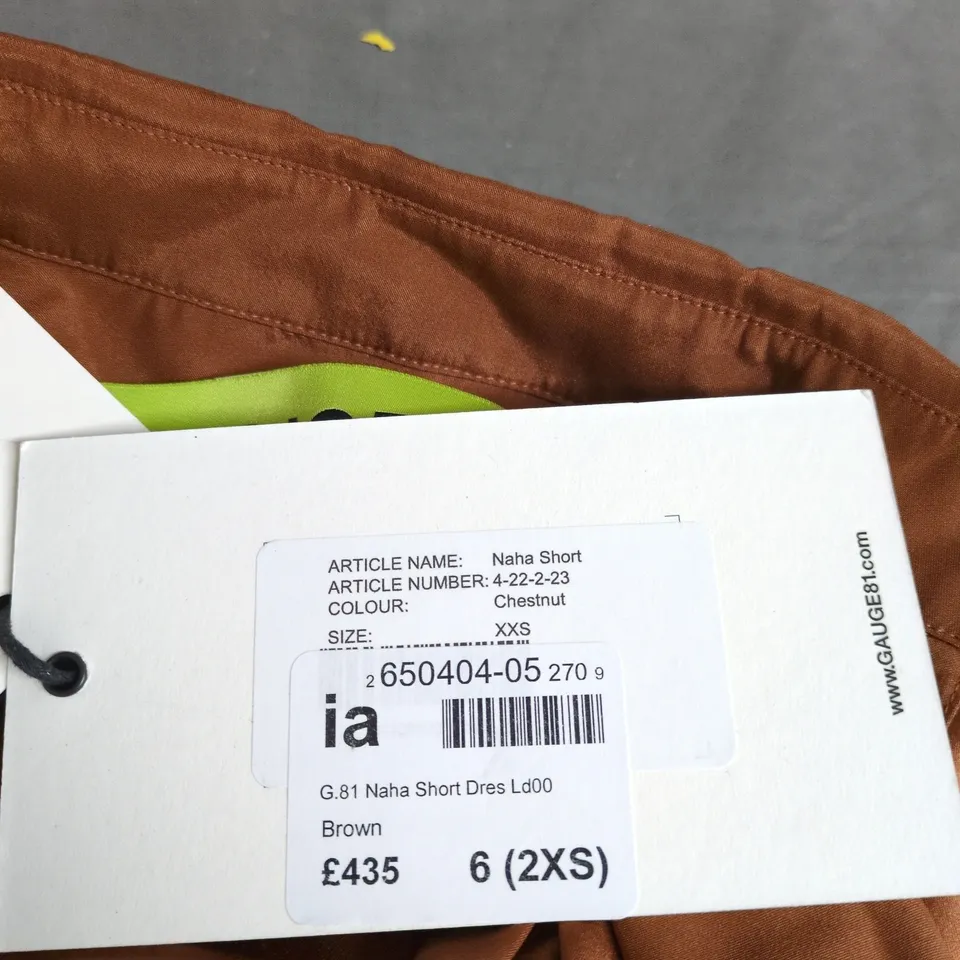 ARTICLE NAME: Naha Short
ARTICLE NUMBER: 4-22-2-23
COLOUR: Chestnut
SIZE: XXS
2 650404-05 270 9
ia
G.81 Naha Short Dres Ld00
Brown
£435 6 (2XS)
www.GAUGE81.com